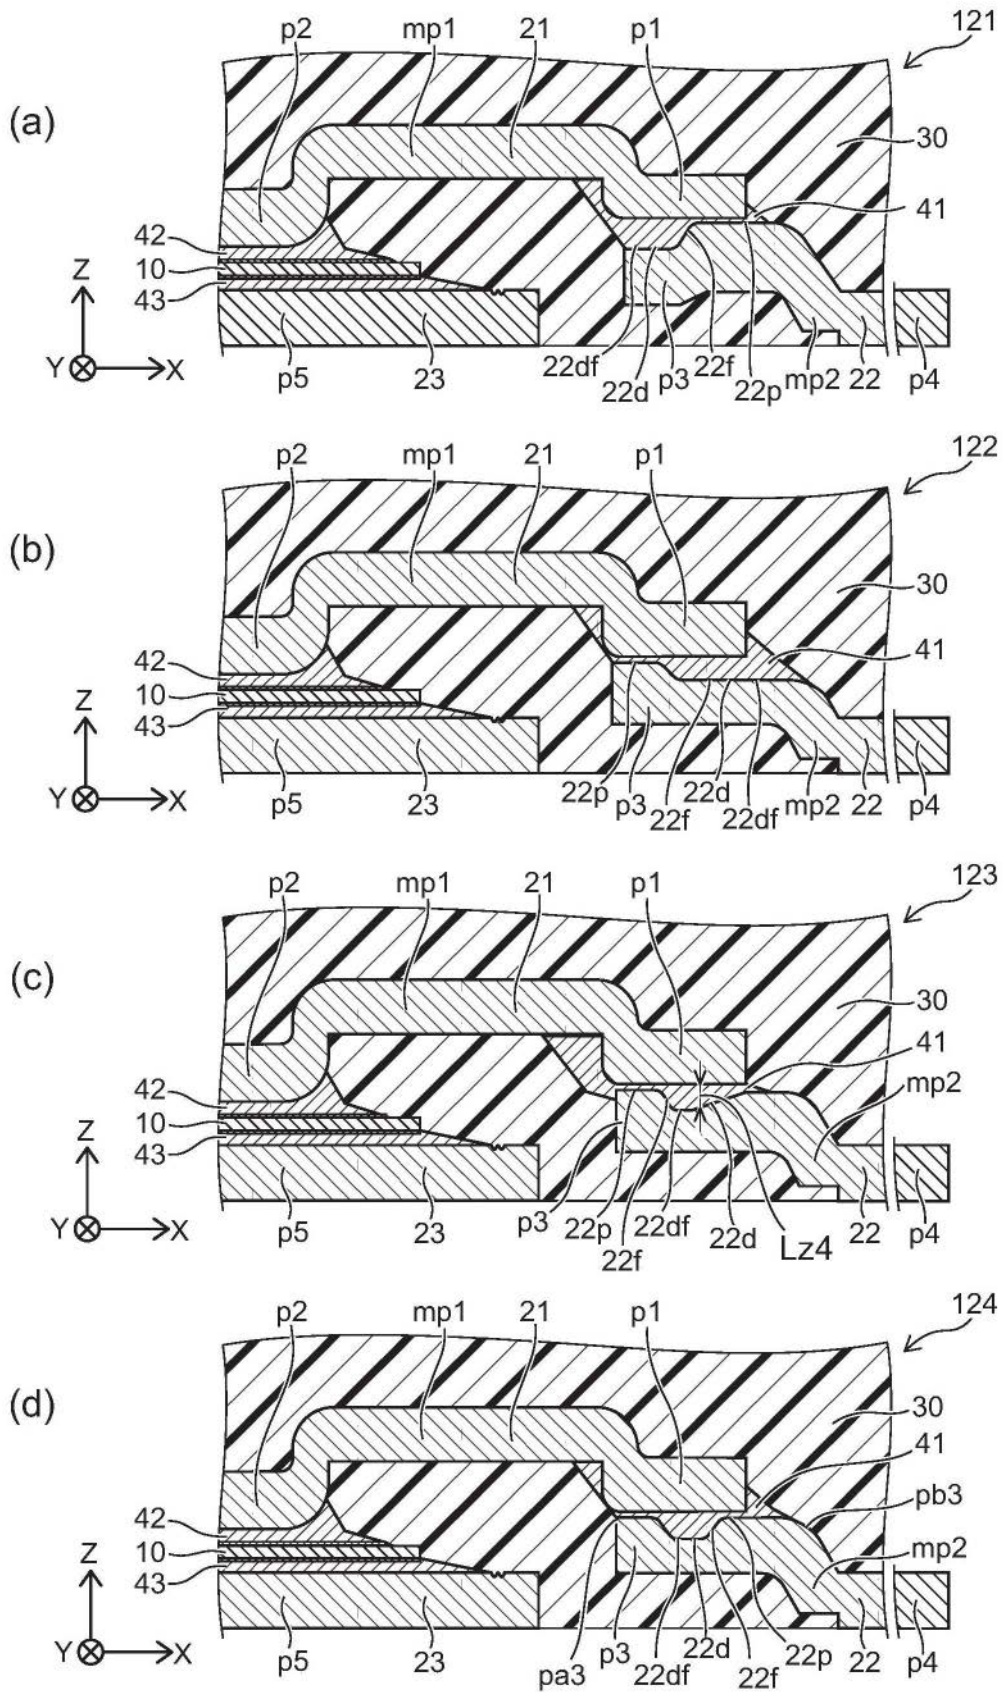 p2 mp1 21 p1 121
(a)
30
41
42
10
43
Z
Y X
p5 23 22df 22d p3 22f 22p mp2 22 p4
p2 mp1 21 p1 122
(b)
30
41
42
10
43
Z
Y X
p5 23 22p p3 22f 22d 22df mp2 22 p4
p2 mp1 21 p1 123
(c)
30
41
mp2
42
10
43
Z
Y X
p5 23 p3 22p 22f 22df 22d Lz4 22 p4
p2 mp1 21 p1 124
(d)
30
41
pb3
mp2
42
10
43
Z
Y X
p5 23 pa3 p3 22df 22d 22f 22p 22 p4